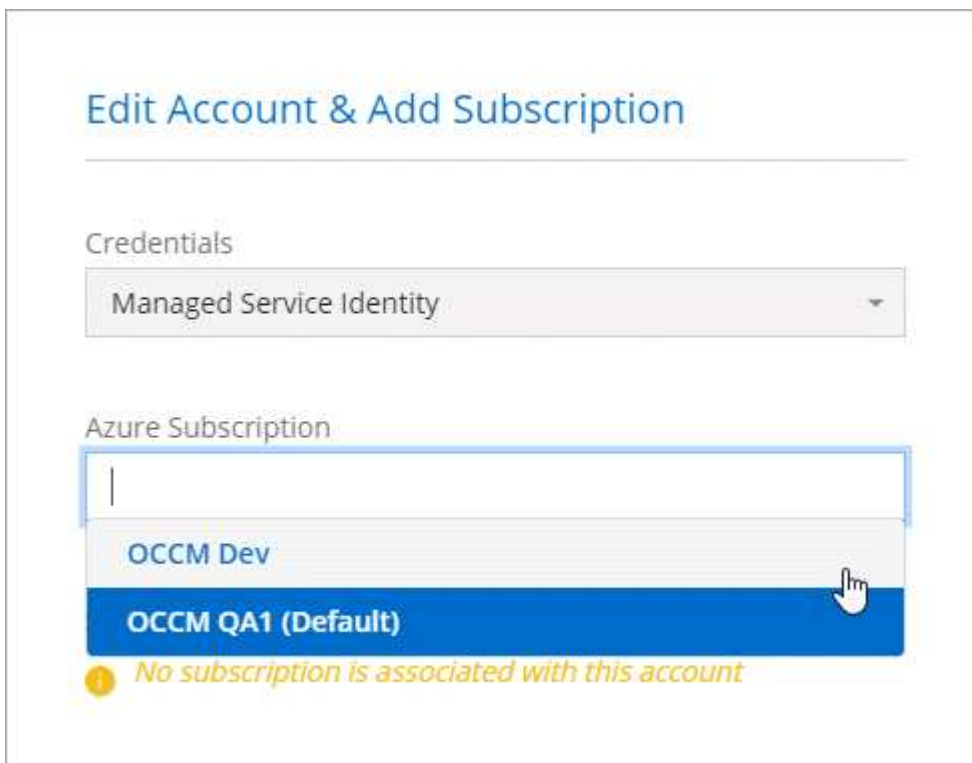 Edit Account & Add Subscription
Credentials
Managed Service Identity
Azure Subscription
OCCM Dev
OCCM QA1 (Default)
No subscription is associated with this account